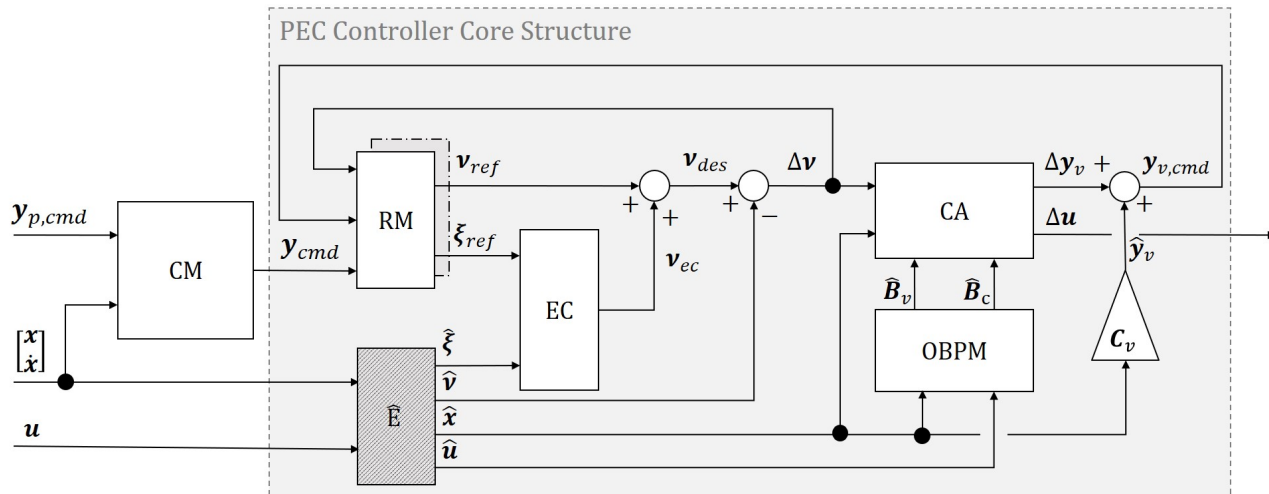 PEC Controller Core Structure
ν_ref
ν_des
Δν
Δy_v +
y_v,cmd
y_p,cmd
RM
+
+
+
−
CA
+
CM
y_cmd
ξ_ref
ν_ec
Δu
ŷ_v
EC
B̂_v
B̂_c
[x
ẋ]
ξ̂
OBPM
C_v
ν̂
Ê
x̂
u
û